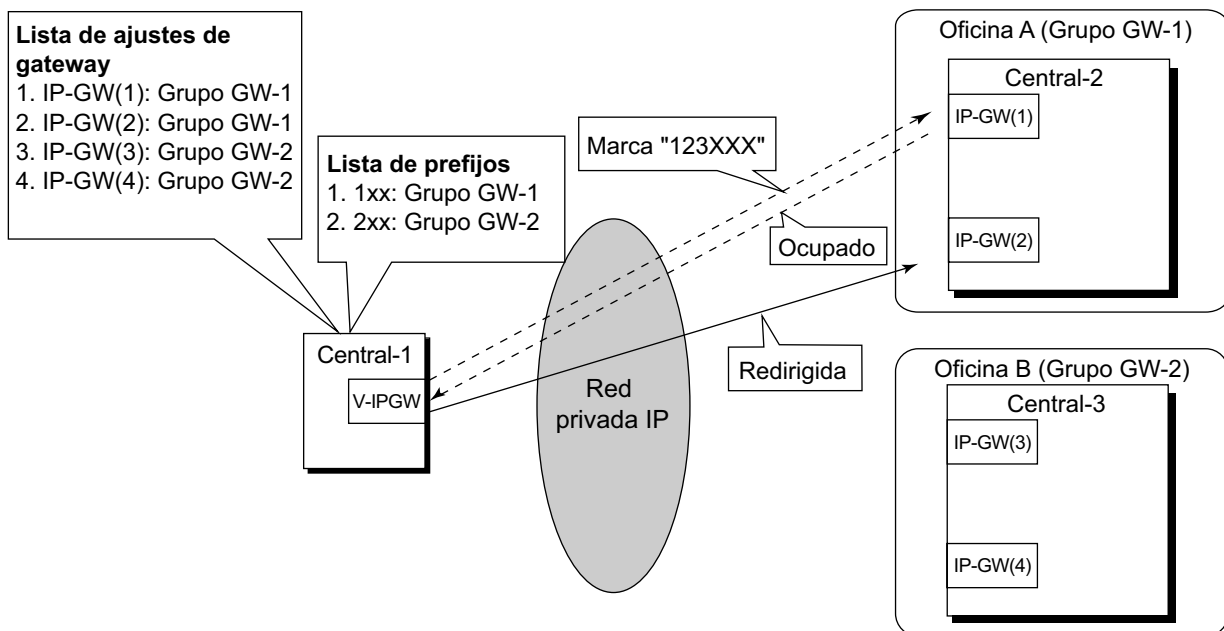 Lista de ajustes de
gateway
1. IP-GW(1): Grupo GW-1
2. IP-GW(2): Grupo GW-1
3. IP-GW(3): Grupo GW-2
4. IP-GW(4): Grupo GW-2
Lista de prefijos
1. 1xx: Grupo GW-1
2. 2xx: Grupo GW-2
Central-1
V-IPGW
Red
privada IP
Marca "123XXX"
Ocupado
Redirigida
Oficina A (Grupo GW-1)
Central-2
IP-GW(1)
IP-GW(2)
Oficina B (Grupo GW-2)
Central-3
IP-GW(3)
IP-GW(4)